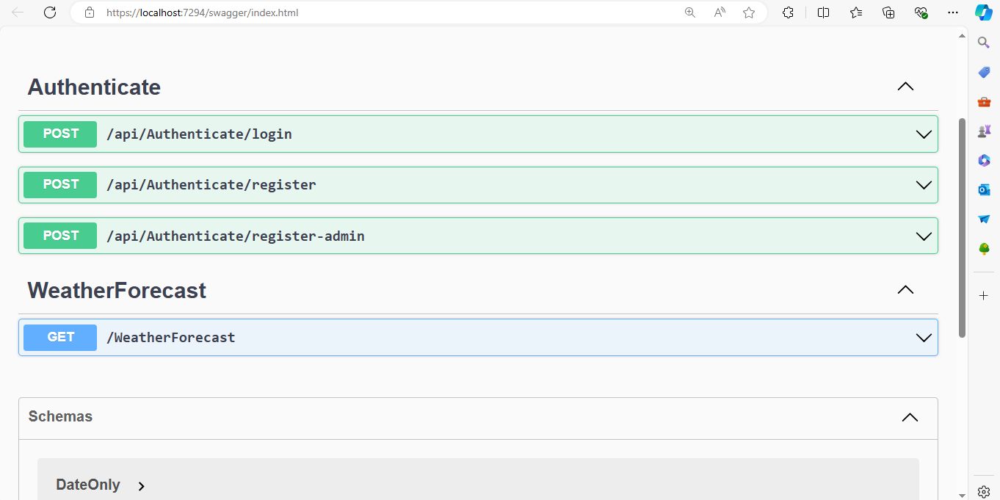 https://localhost:7294/swagger/index.html
Authenticate
POST /api/Authenticate/login
POST /api/Authenticate/register
POST /api/Authenticate/register-admin
WeatherForecast
GET /WeatherForecast
Schemas
DateOnly